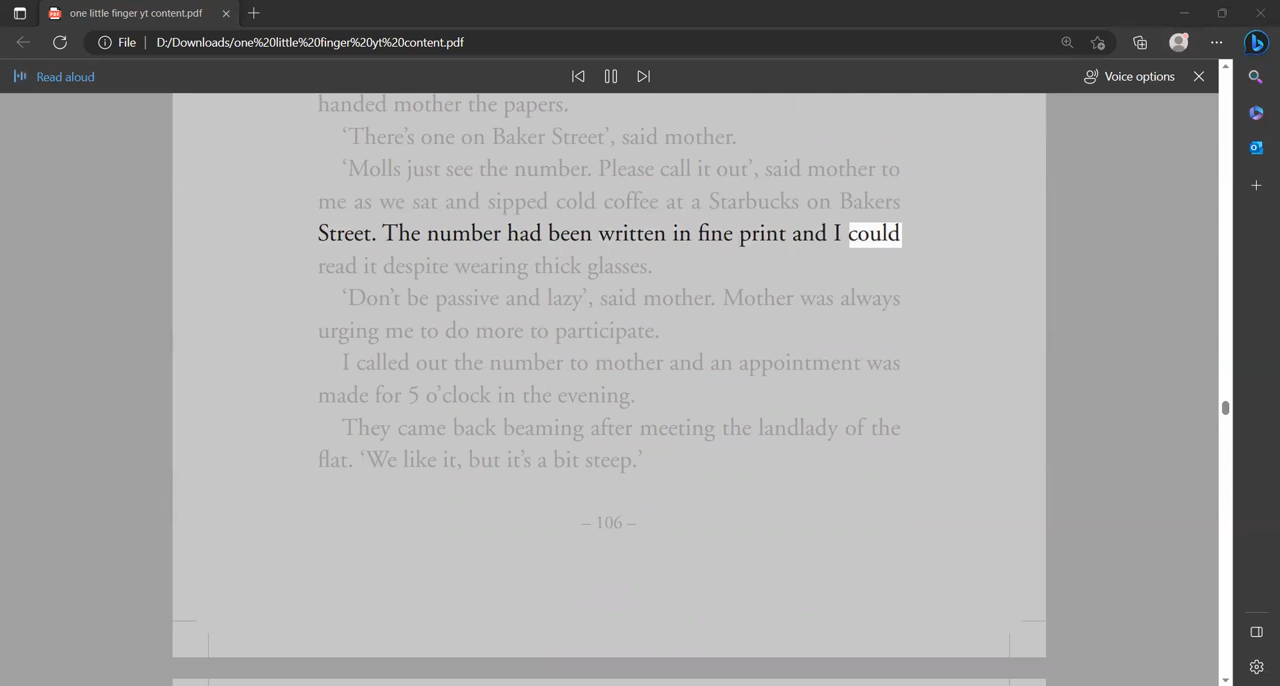 one little finger yt content.pdf
File
D:/Downloads/one%20little%20finger%20yt%20content.pdf
Read aloud
Voice options
handed mother the papers.
‘There’s one on Baker Street’, said mother.
‘Molls just see the number. Please call it out’, said mother to
me as we sat and sipped cold coffee at a Starbucks on Bakers
Street. The number had been written in fine print and I could
read it despite wearing thick glasses.
‘Don’t be passive and lazy’, said mother. Mother was always
urging me to do more to participate.
I called out the number to mother and an appointment was
made for 5 o’clock in the evening.
They came back beaming after meeting the landlady of the
flat. ‘We like it, but it’s a bit steep.’
– 106 –